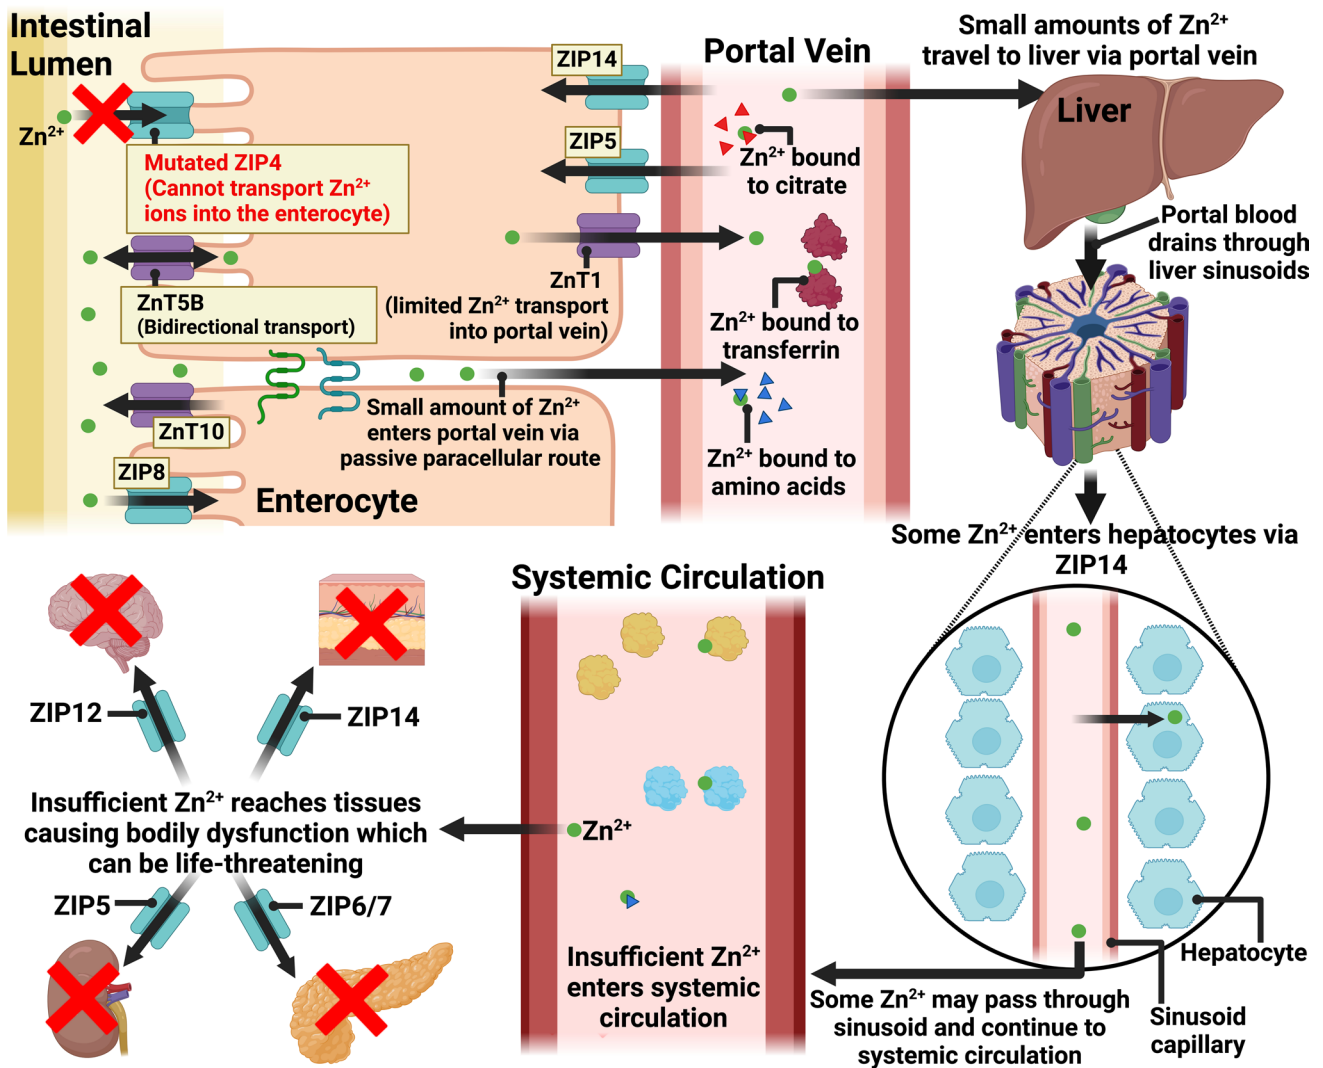 Intestinal
Lumen
Zn²⁺
Mutated ZIP4
(Cannot transport Zn²⁺
ions into the enterocyte)
ZnT5B
(Bidirectional transport)
ZnT10
ZIP8
Enterocyte
ZIP14
ZIP5
ZnT1
(limited Zn²⁺ transport
into portal vein)
Small amount of Zn²⁺
enters portal vein via
passive paracellular route
Portal Vein
Zn²⁺ bound
to citrate
Zn²⁺ bound to
transferrin
Zn²⁺ bound to
amino acids
Small amounts of Zn²⁺
travel to liver via portal vein
Liver
Portal blood
drains through
liver sinusoids
Some Zn²⁺ enters hepatocytes via
ZIP14
Hepatocyte
Sinusoid
capillary
Some Zn²⁺ may pass through
sinusoid and continue to
systemic circulation
Systemic Circulation
Zn²⁺
Insufficient Zn²⁺
enters systemic
circulation
ZIP12
ZIP14
Insufficient Zn²⁺ reaches tissues
causing bodily dysfunction which
can be life-threatening
ZIP5
ZIP6/7